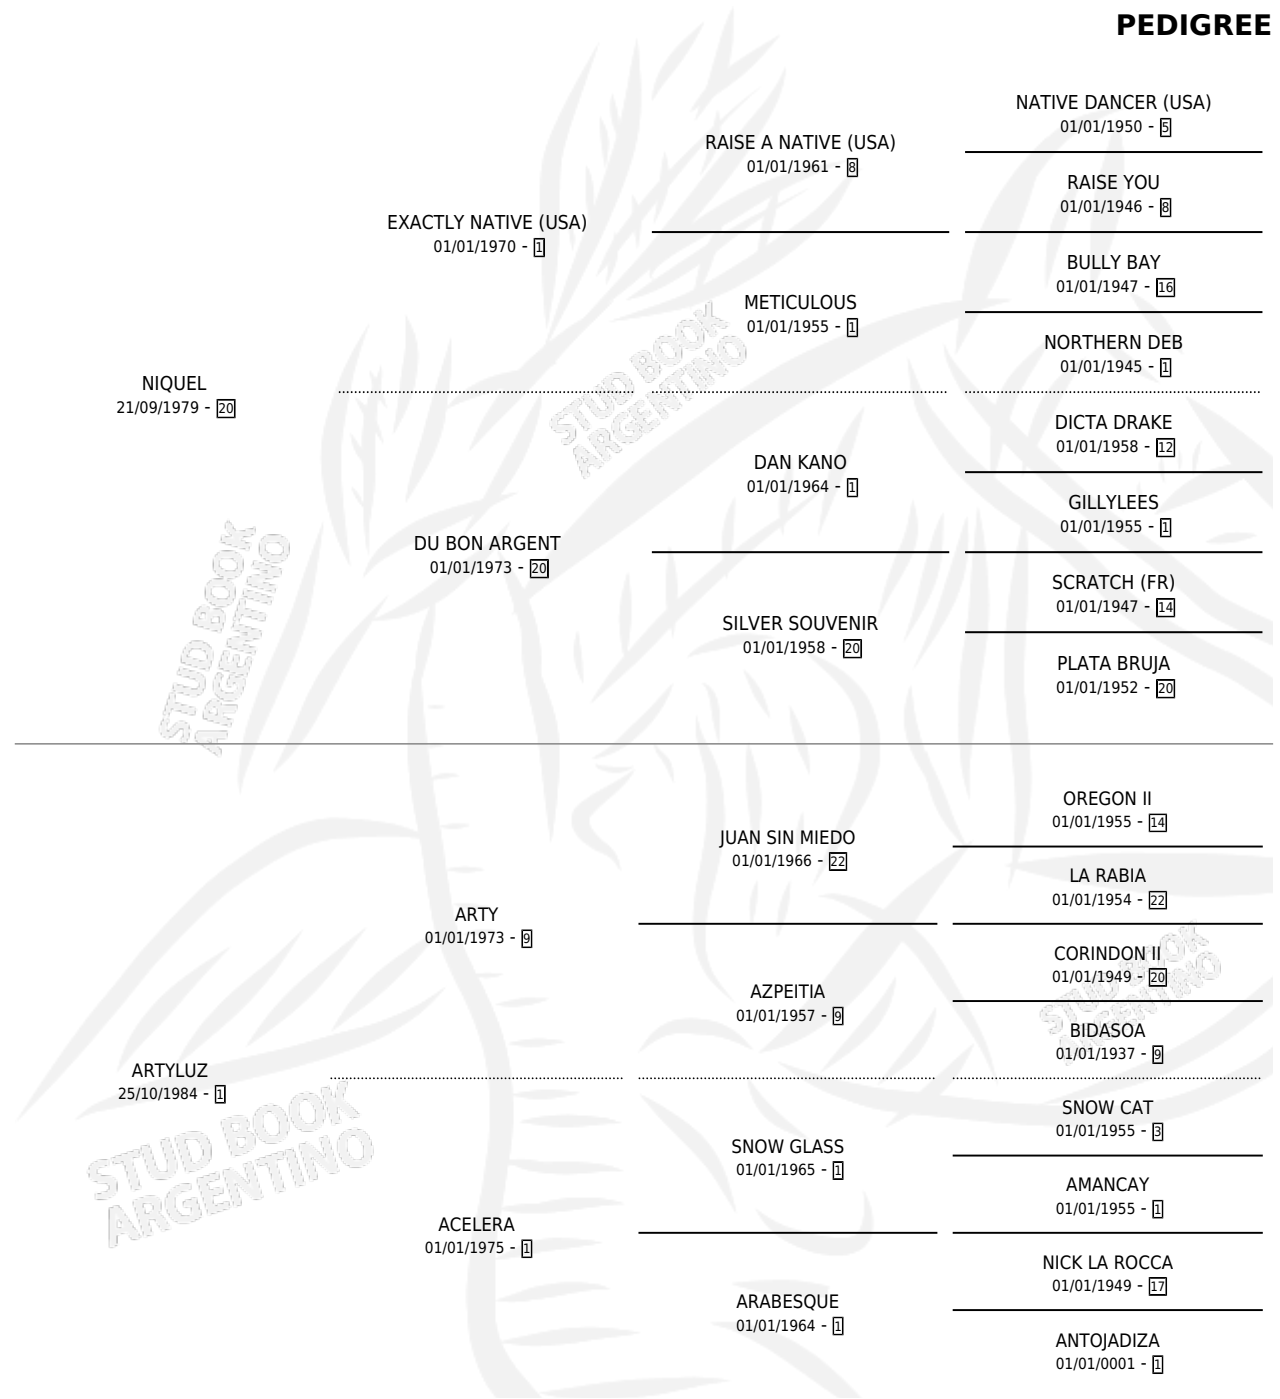 PEDIGREE
NATIVE DANCER (USA)
01/01/1950 - 5
RAISE A NATIVE (USA)
01/01/1961 - 8
RAISE YOU
01/01/1946 - 8
EXACTLY NATIVE (USA)
01/01/1970 - 1
BULLY BAY
01/01/1947 - 16
METICULOUS
01/01/1955 - 1
NORTHERN DEB
01/01/1945 - 1
NIQUEL
21/09/1979 - 20
DICTA DRAKE
01/01/1958 - 12
DAN KANO
01/01/1964 - 1
GILLYLEES
01/01/1955 - 1
DU BON ARGENT
01/01/1973 - 20
SCRATCH (FR)
01/01/1947 - 14
SILVER SOUVENIR
01/01/1958 - 20
PLATA BRUJA
01/01/1952 - 20
OREGON II
01/01/1955 - 14
JUAN SIN MIEDO
01/01/1966 - 22
LA RABIA
01/01/1954 - 22
ARTY
01/01/1973 - 9
CORINDON II
01/01/1949 - 20
AZPEITIA
01/01/1957 - 9
BIDASOA
01/01/1937 - 9
ARTYLUZ
25/10/1984 - 1
SNOW CAT
01/01/1955 - 3
SNOW GLASS
01/01/1965 - 1
AMANCAY
01/01/1955 - 1
ACELERA
01/01/1975 - 1
NICK LA ROCCA
01/01/1949 - 17
ARABESQUE
01/01/1964 - 1
ANTOJADIZA
01/01/0001 - 1
STUD BOOK
ARGENTINO
STUD BOOK
ARGENTINO
STUD BOOK
ARGENTINO
STUD BOOK
ARGENTINO